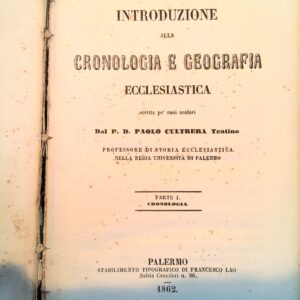 INTRODUZIONE
ALLA
CRONOLOGIA E GEOGRAFIA
ECCLESIASTICA
scritta pe' suoi scolari
Dal P. D. PAOLO CULTRERA Teatino
PROFESSORE DI STORIA ECCLESIASTICA
NELLA REGIA UNIVERSITÀ DI PALERMO
PARTE I.
CRONOLOGIA
PALERMO
STABILIMENTO TIPOGRAFICO DI FRANCESCO LAO
Salita Crociferi n. 86.
1862.